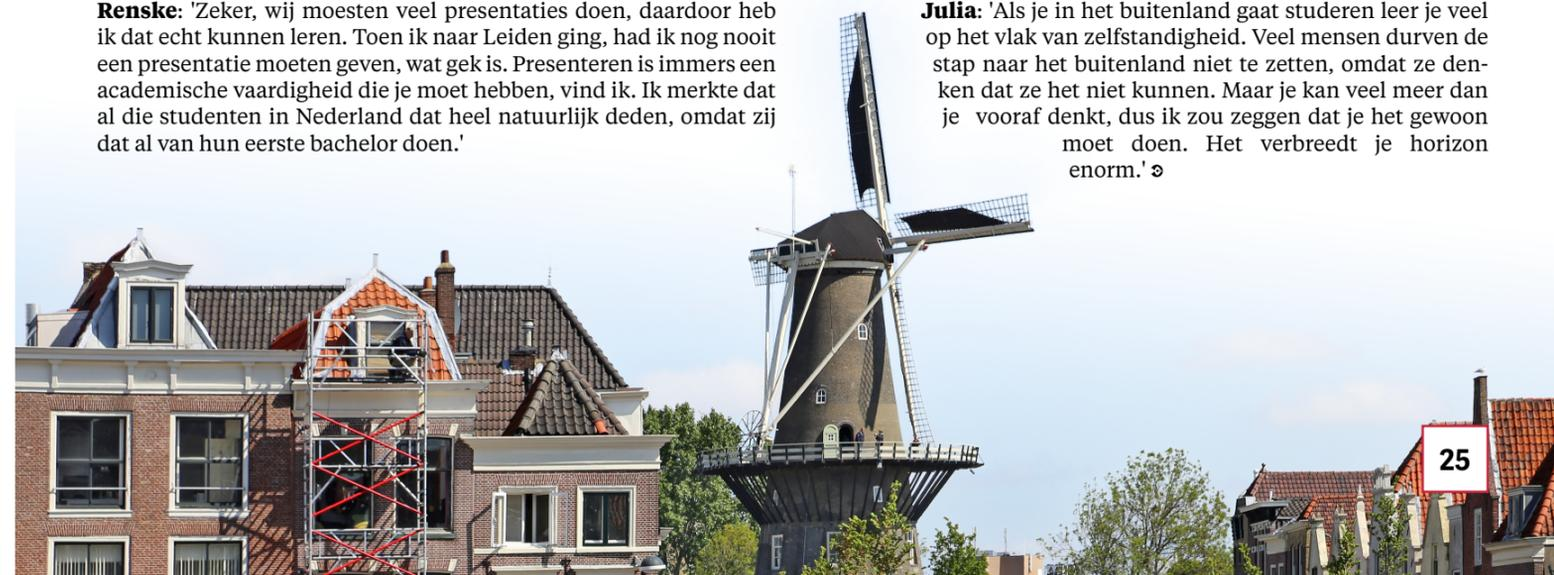 Renske: 'Zeker, wij moesten veel presentaties doen, daardoor heb
ik dat echt kunnen leren. Toen ik naar Leiden ging, had ik nog nooit
een presentatie moeten geven, wat gek is. Presenteren is immers een
academische vaardigheid die je moet hebben, vind ik. Ik merkte dat
al die studenten in Nederland dat heel natuurlijk deden, omdat zij
dat al van hun eerste bachelor doen.'
Julia: 'Als je in het buitenland gaat studeren leer je veel
op het vlak van zelfstandigheid. Veel mensen durven de
stap naar het buitenland niet te zetten, omdat ze den-
ken dat ze het niet kunnen. Maar je kan veel meer dan
je vooraf denkt, dus ik zou zeggen dat je het gewoon
moet doen. Het verbreedt je horizon
enorm.'
25